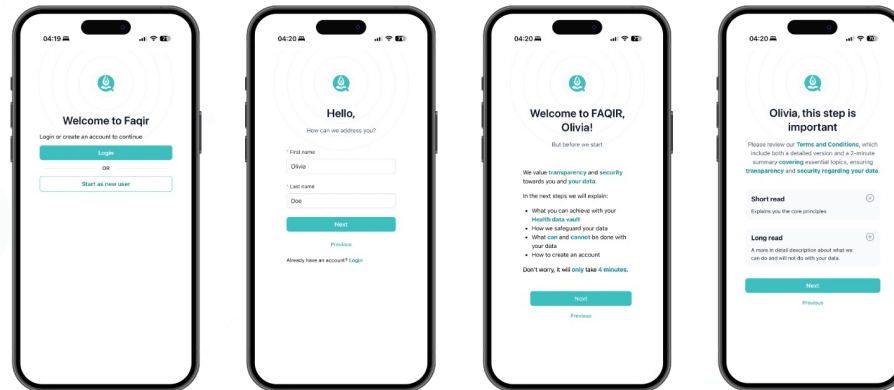 04:19
Welcome to Faqir
Login or create an account to continue
Login
OR
Start as new user
04:20
Hello,
How can we address you?
* First name
Olivia
* Last name
Doe
Next
Previous
Already have an account? Login
04:20
Welcome to FAQIR,
Olivia!
But before we start
We value transparency and security
towards you and your data.
In the next steps we will explain:
• What you can achieve with your
Health data vault
• How we safeguard your data
• What can and cannot be done with
your data
• How to create an account
Don't worry, it will only take 4 minutes.
Next
Previous
04:20
Olivia, this step is
important
Please review our Terms and Conditions, which
include both a detailed version and a 2-minute
summary covering essential topics, ensuring
transparency and security regarding your data.
Short read
Explains you the core principles
Long read
A more in detail description about what we
can do and will not do with your data.
Next
Previous